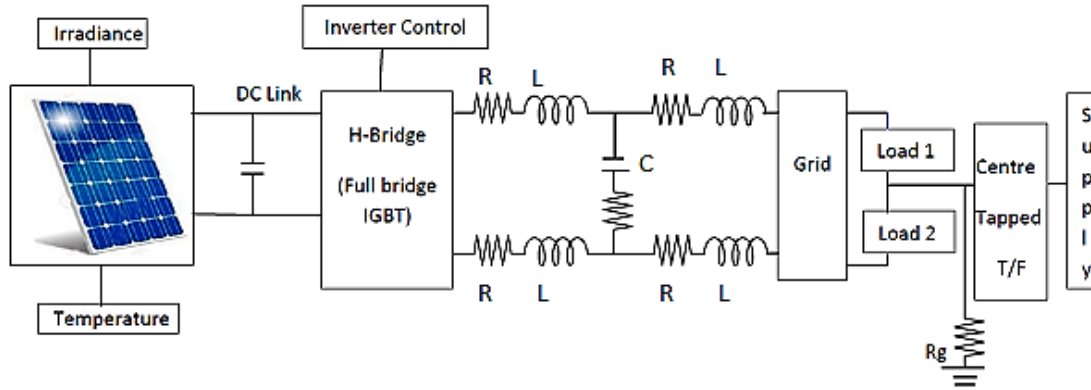 Irradiance
Inverter Control
DC Link
R L
R L
H-Bridge
(Full bridge
IGBT)
C
Grid
Load 1
Load 2
Centre
Tapped
T/F
S
u
p
p
l
y
R L
R L
Temperature
Rg